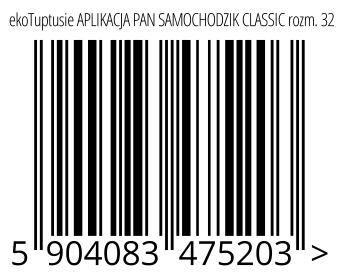 ekoTuptusie APLIKACJA PAN SAMOCHODZIK CLASSIC rozm. 32
5 904083 475203 >